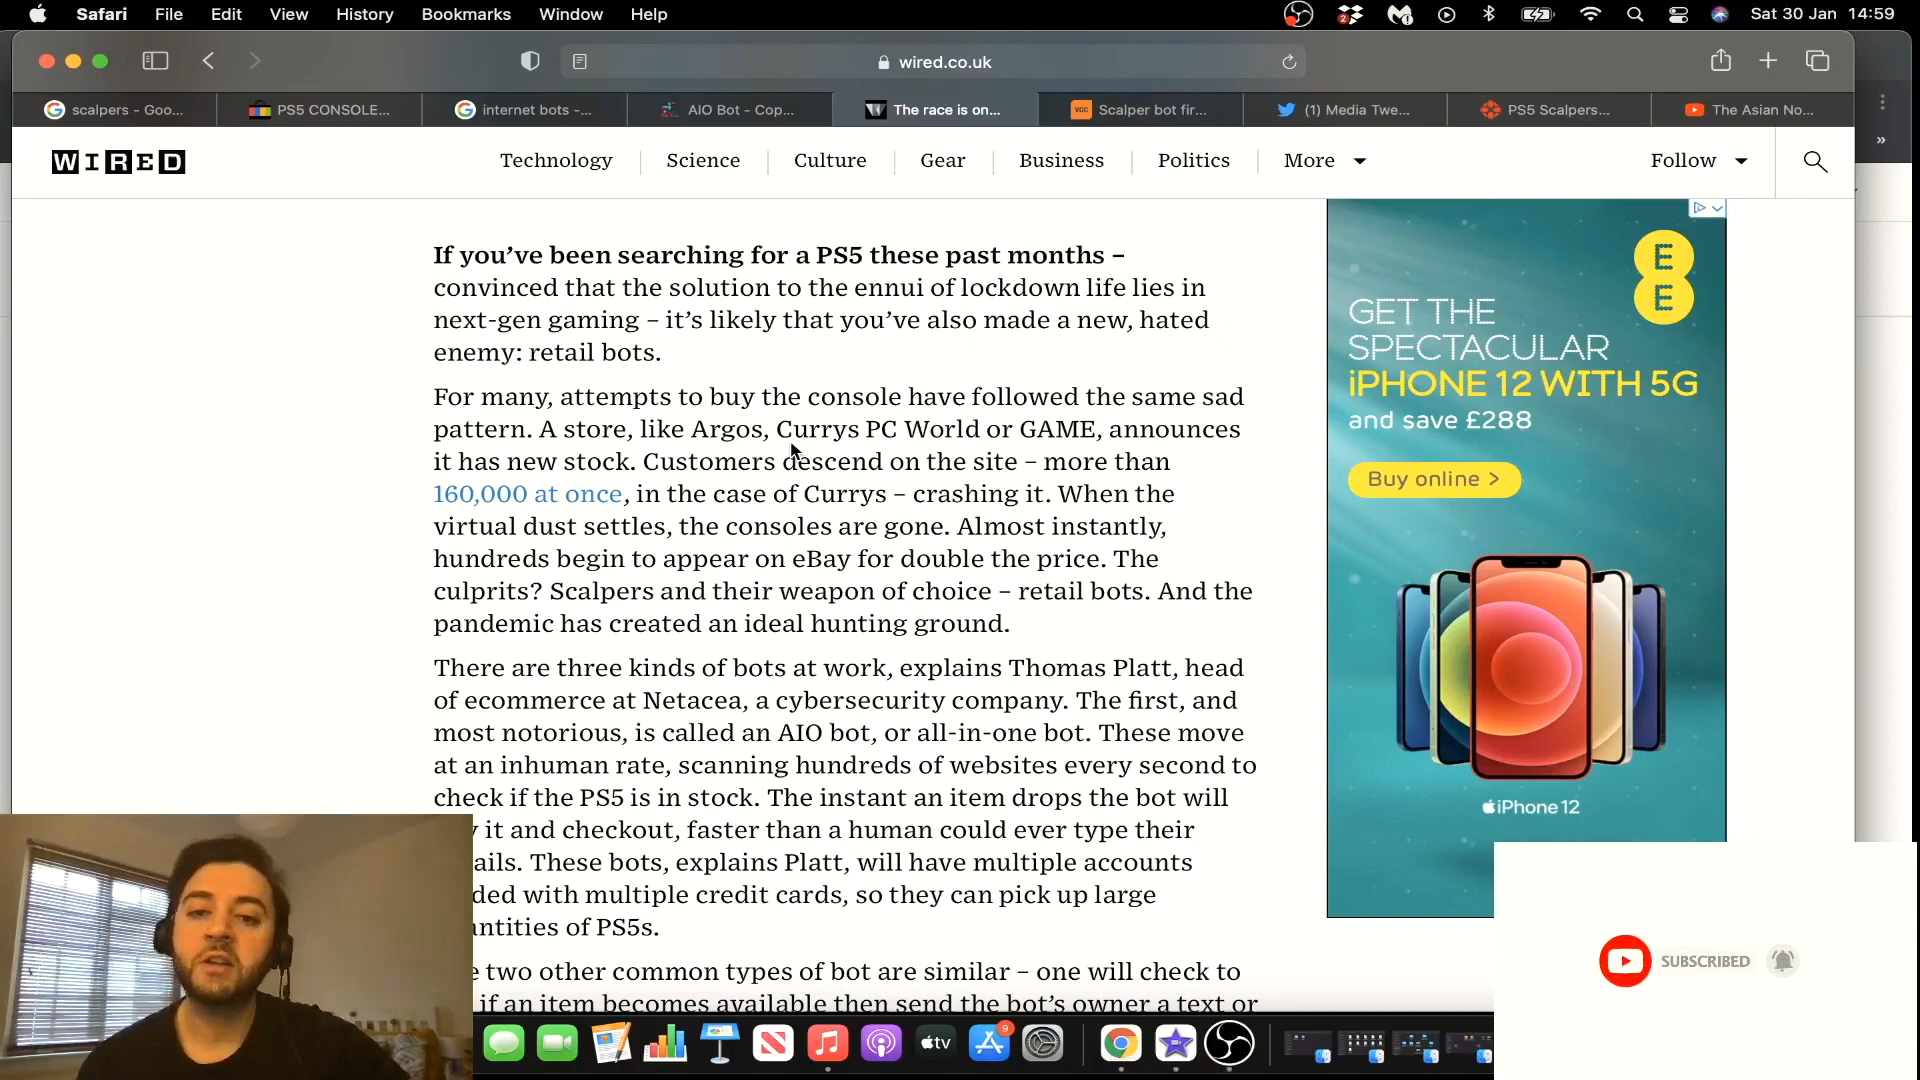 Safari File Edit View History Bookmarks Window Help
Sat 30 Jan 14:59
wired.co.uk
scalpers - Goo...
PS5 CONSOLE...
internet bots -...
AIO Bot - Cop...
The race is on...
VGC
Scalper bot fir...
(1) Media Twe...
PS5 Scalpers...
The Asian No...
WIRED
Technology
Science
Culture
Gear
Business
Politics
More
Follow
If you’ve been searching for a PS5 these past months –
convinced that the solution to the ennui of lockdown life lies in
next-gen gaming – it’s likely that you’ve also made a new, hated
enemy: retail bots.
For many, attempts to buy the console have followed the same sad
pattern. A store, like Argos, Currys PC World or GAME, announces
it has new stock. Customers descend on the site – more than
160,000 at once, in the case of Currys – crashing it. When the
virtual dust settles, the consoles are gone. Almost instantly,
hundreds begin to appear on eBay for double the price. The
culprits? Scalpers and their weapon of choice – retail bots. And the
pandemic has created an ideal hunting ground.
There are three kinds of bots at work, explains Thomas Platt, head
of ecommerce at Netacea, a cybersecurity company. The first, and
most notorious, is called an AIO bot, or all-in-one bot. These move
at an inhuman rate, scanning hundreds of websites every second to
check if the PS5 is in stock. The instant an item drops the bot will
it and checkout, faster than a human could ever type their
ails. These bots, explains Platt, will have multiple accounts
ded with multiple credit cards, so they can pick up large
antities of PS5s.
two other common types of bot are similar – one will check to
if an item becomes available then send the bot’s owner a text or
EE
GET THE
SPECTACULAR
iPHONE 12 WITH 5G
and save £288
Buy online >
iPhone 12
SUBSCRIBED
tv
9